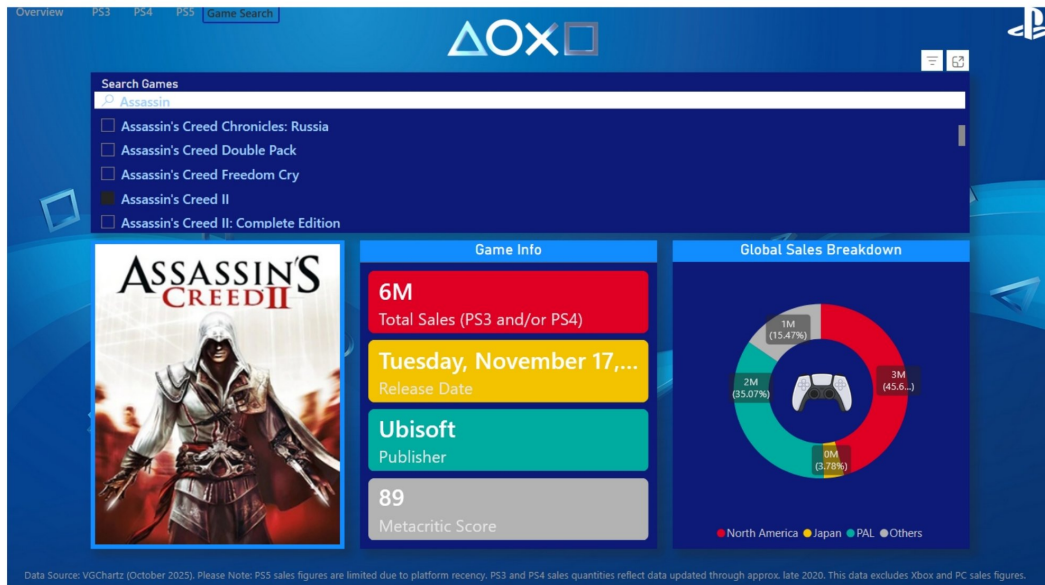 Overview PS3 PS4 PS5 Game Search
Search Games
Assassin
Assassin's Creed Chronicles: Russia
Assassin's Creed Double Pack
Assassin's Creed Freedom Cry
Assassin's Creed II
Assassin's Creed II: Complete Edition
ASSASSIN'S
CREED II
Game Info
6M
Total Sales (PS3 and/or PS4)
Tuesday, November 17,...
Release Date
Ubisoft
Publisher
89
Metacritic Score
Global Sales Breakdown
1M
(15.47%)
3M
(45.6...)
2M
(35.07%)
0M
(3.78%)
North America Japan PAL Others
Data Source: VGChartz (October 2025). Please Note: PS5 sales figures are limited due to platform recency. PS3 and PS4 sales quantities reflect data updated through approx. late 2020. This data excludes Xbox and PC sales figures.